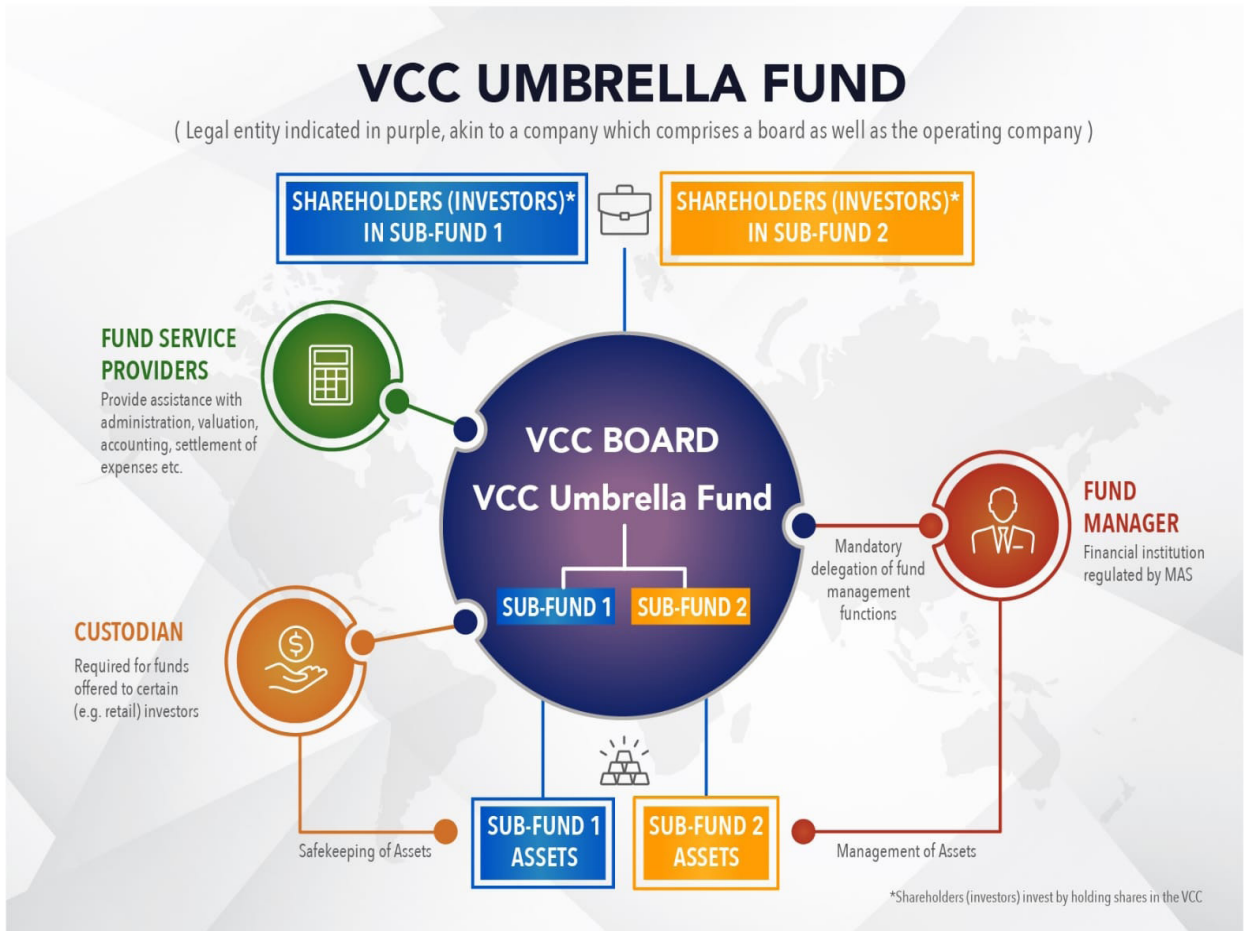 VCC UMBRELLA FUND
( Legal entity indicated in purple, akin to a company which comprises a board as well as the operating company )
SHAREHOLDERS (INVESTORS)*
IN SUB-FUND 1
SHAREHOLDERS (INVESTORS)*
IN SUB-FUND 2
FUND SERVICE
PROVIDERS
Provide assistance with
administration, valuation,
accounting, settlement of
expenses etc.
VCC BOARD
VCC Umbrella Fund
SUB-FUND 1
SUB-FUND 2
Mandatory
delegation of fund
management
functions
FUND
MANAGER
Financial institution
regulated by MAS
CUSTODIAN
Required for funds
offered to certain
(e.g. retail) investors
$
Safekeeping of Assets
SUB-FUND 1
ASSETS
SUB-FUND 2
ASSETS
Management of Assets
*Shareholders (investors) invest by holding shares in the VCC